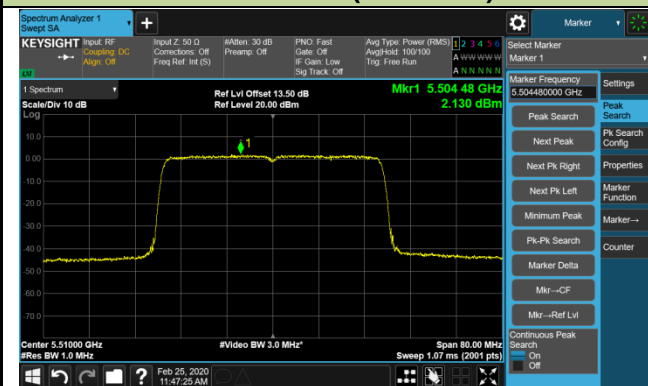 Spectrum Analyzer 1
Swept SA
+
Marker
KEYSIGHT
Input: RF
Coupling: DC
Align: Off
Input Z: 50 Ω
Corrections: Off
Freq Ref: Int (S)
#Atten: 30 dB
Preamp: Off
PNO: Fast
Gate: Off
IF Gain: Low
Sig Track: Off
Avg Type: Power (RMS)
Avg|Hold: 100/100
Trig: Free Run
1 2 3 4 5 6
A W W W W W
A N N N N N
Select Marker
Marker 1
LXI
1 Spectrum
Scale/Div 10 dB
Log
Ref Lvl Offset 13.50 dB
Ref Level 20.00 dBm
Mkr1 5.504 48 GHz
2.130 dBm
10.0
0.00
-10.0
-20.0
-30.0
-40.0
-50.0
-60.0
-70.0
1
Center 5.51000 GHz
#Res BW 1.0 MHz
#Video BW 3.0 MHz*
Span 80.00 MHz
Sweep 1.07 ms (2001 pts)
Marker Frequency
5.504480000 GHz
Peak Search
Next Peak
Next Pk Right
Next Pk Left
Minimum Peak
Pk-Pk Search
Marker Delta
Mkr→CF
Mkr→Ref Lvl
Continuous Peak
Search
On
Off
Settings
Peak
Search
Pk Search
Config
Properties
Marker
Function
Marker→
Counter
?
Feb 25, 2020
11:47:25 AM